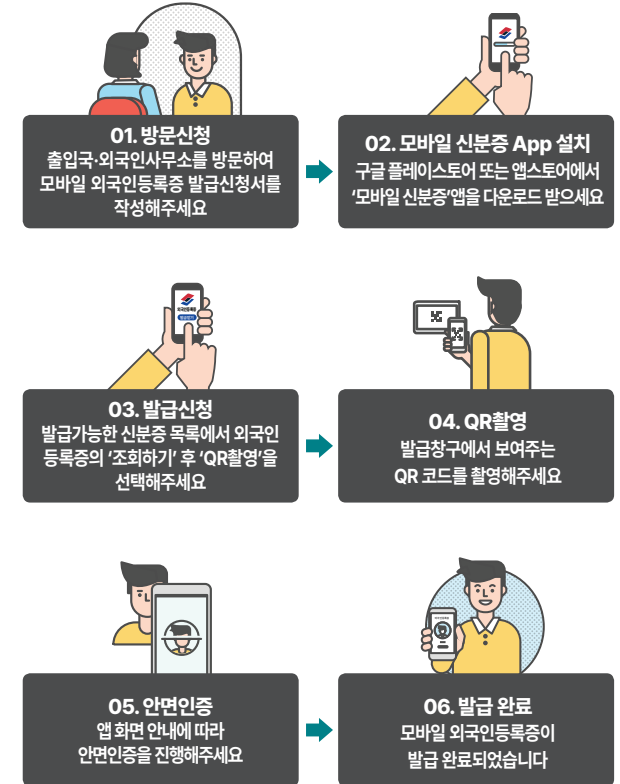 01. 방문신청
출입국·외국인사무소를 방문하여
모바일 외국인등록증 발급신청서를
작성해주세요
02. 모바일 신분증 App 설치
구글 플레이스토어 또는 앱스토어에서
‘모바일 신분증’앱을 다운로드 받으세요
03. 발급신청
발급가능한 신분증 목록에서 외국인
등록증의 ‘조회하기’ 후 ‘QR촬영’을
선택해주세요
04. QR촬영
발급창구에서 보여주는
QR 코드를 촬영해주세요
05. 안면인증
앱 화면 안내에 따라
안면인증을 진행해주세요
06. 발급 완료
모바일 외국인등록증이
발급 완료되었습니다